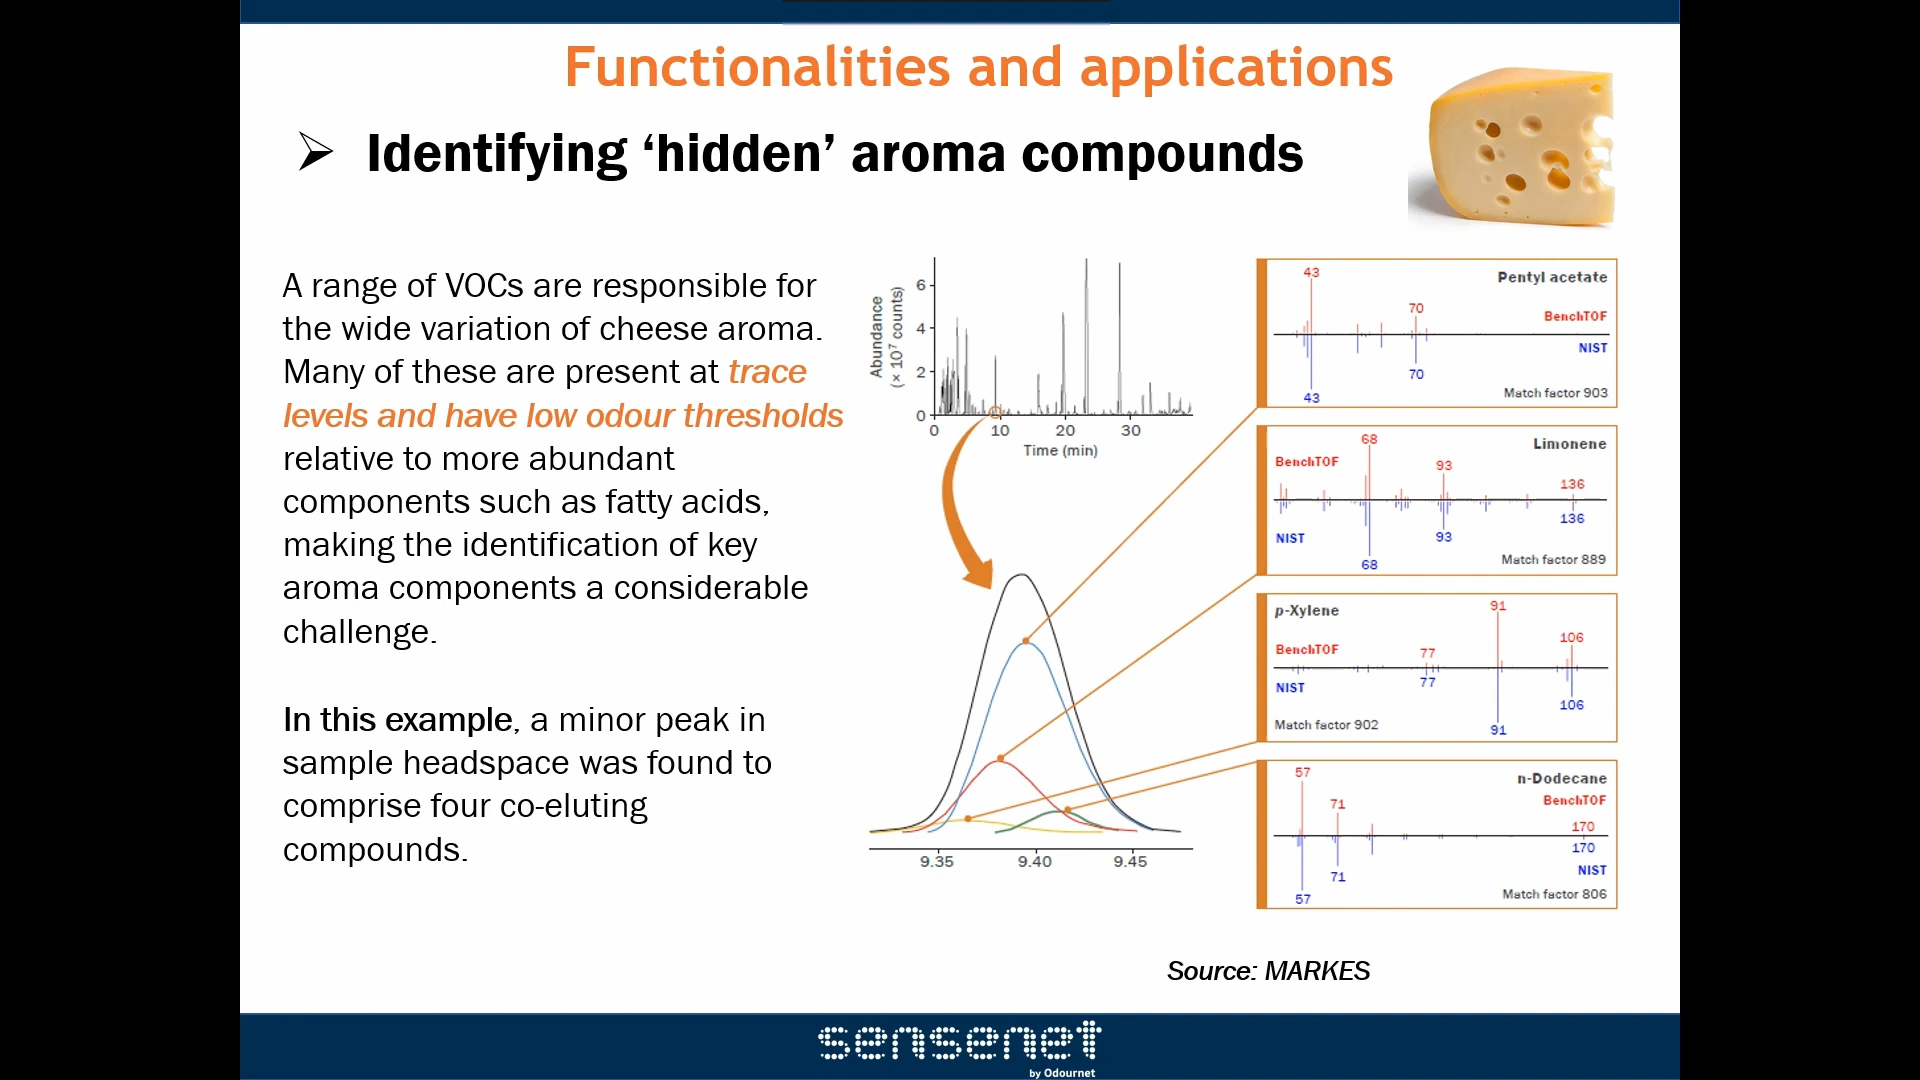 Functionalities and applications
➢ Identifying ‘hidden’ aroma compounds
A range of VOCs are responsible for
the wide variation of cheese aroma.
Many of these are present at trace
levels and have low odour thresholds
relative to more abundant
components such as fatty acids,
making the identification of key
aroma components a considerable
challenge.
In this example, a minor peak in
sample headspace was found to
comprise four co-eluting
compounds.
Abundance
(× 10⁷ counts)
6
4
2
0
0 10 20 30
Time (min)
9.35 9.40 9.45
43
Pentyl acetate
70
BenchTOF
NIST
70
Match factor 903
43
68
Limonene
BenchTOF
93
136
136
NIST
93
Match factor 889
68
p-Xylene
91
106
BenchTOF
77
77
NIST
106
Match factor 902
91
57
n-Dodecane
BenchTOF
71
170
170
NIST
71
Match factor 806
57
Source: MARKES
sensenet
by Odournet